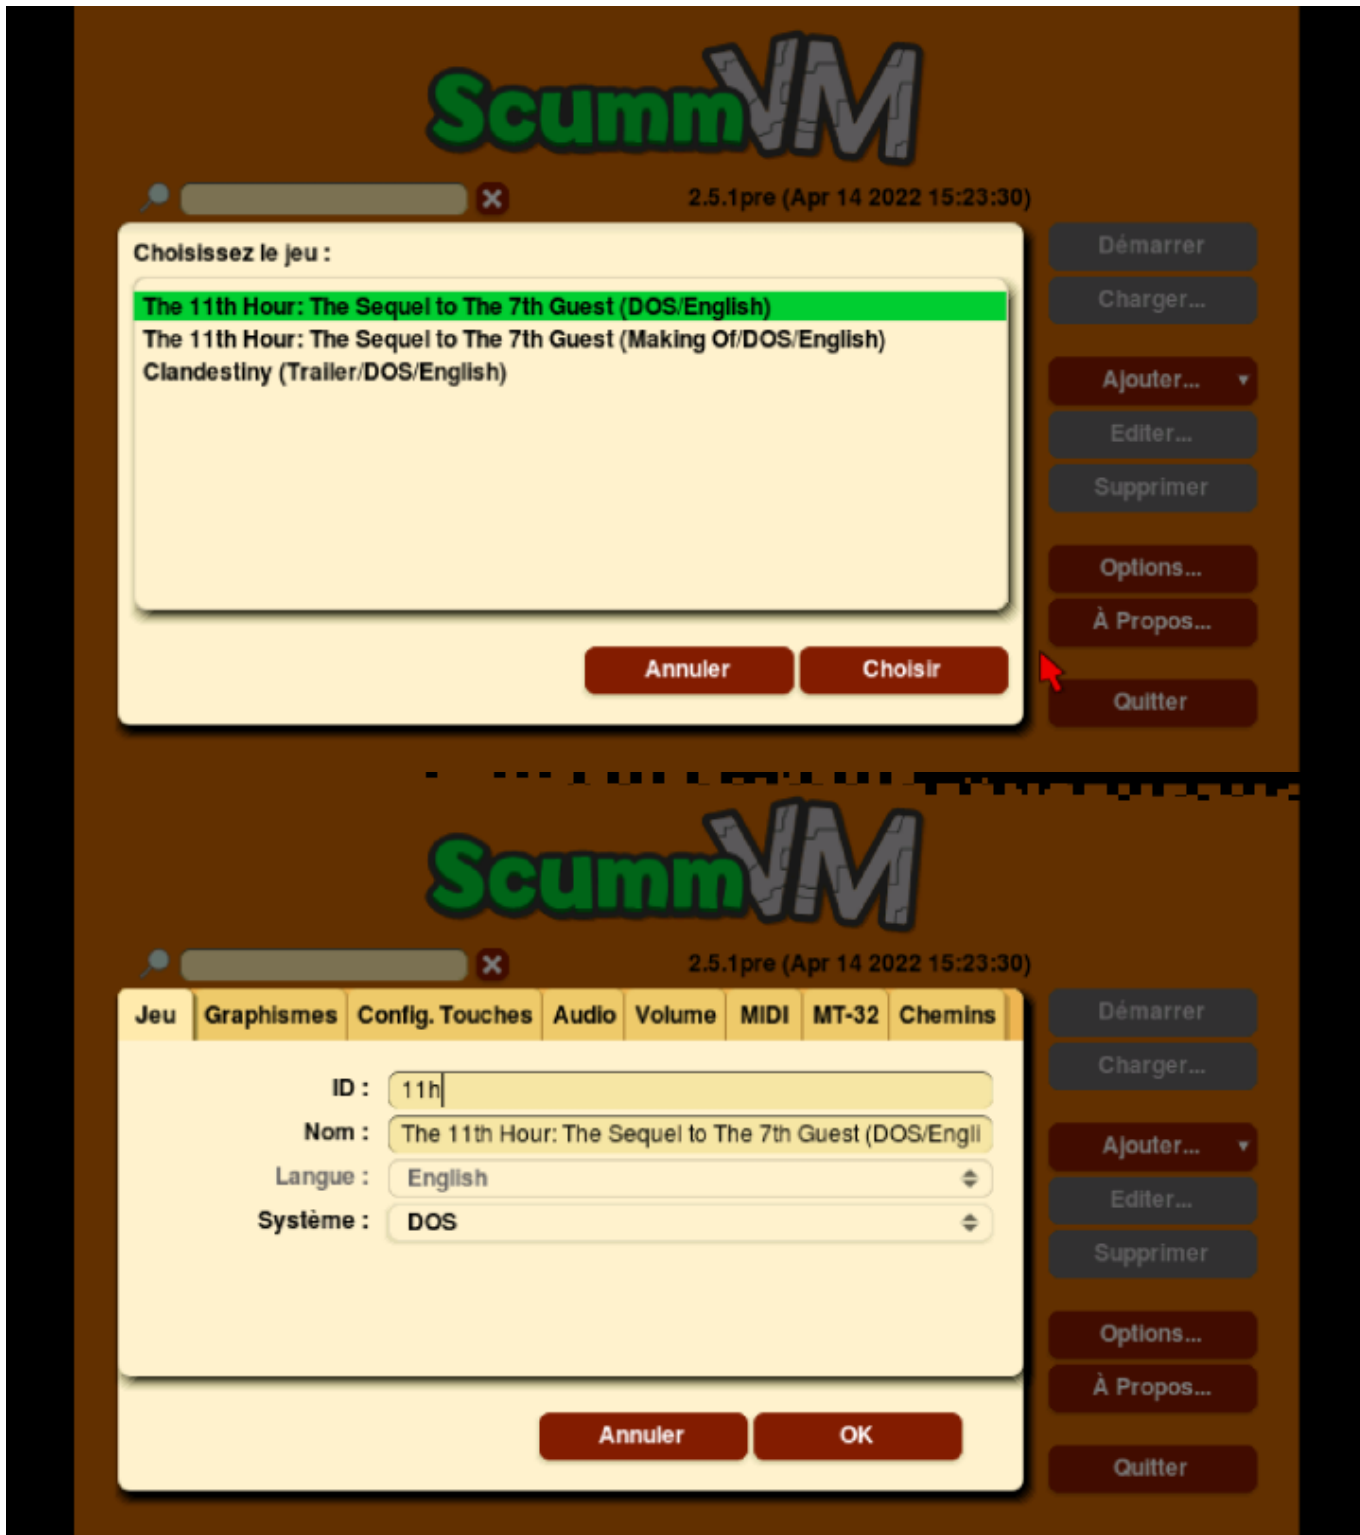 ScummVM
2.5.1pre (Apr 14 2022 15:23:30)
Choisissez le jeu :
The 11th Hour: The Sequel to The 7th Guest (DOS/English)
The 11th Hour: The Sequel to The 7th Guest (Making Of/DOS/English)
Clandestiny (Trailer/DOS/English)
Annuler
Choisir
Démarrer
Charger...
Ajouter...
Editer...
Supprimer
Options...
À Propos...
Quitter
ScummVM
2.5.1pre (Apr 14 2022 15:23:30)
Jeu Graphismes Config. Touches Audio Volume MIDI MT-32 Chemins
ID : 11h
Nom : The 11th Hour: The Sequel to The 7th Guest (DOS/Engli
Langue : English
Système : DOS
Annuler
OK
Démarrer
Charger...
Ajouter...
Editer...
Supprimer
Options...
À Propos...
Quitter